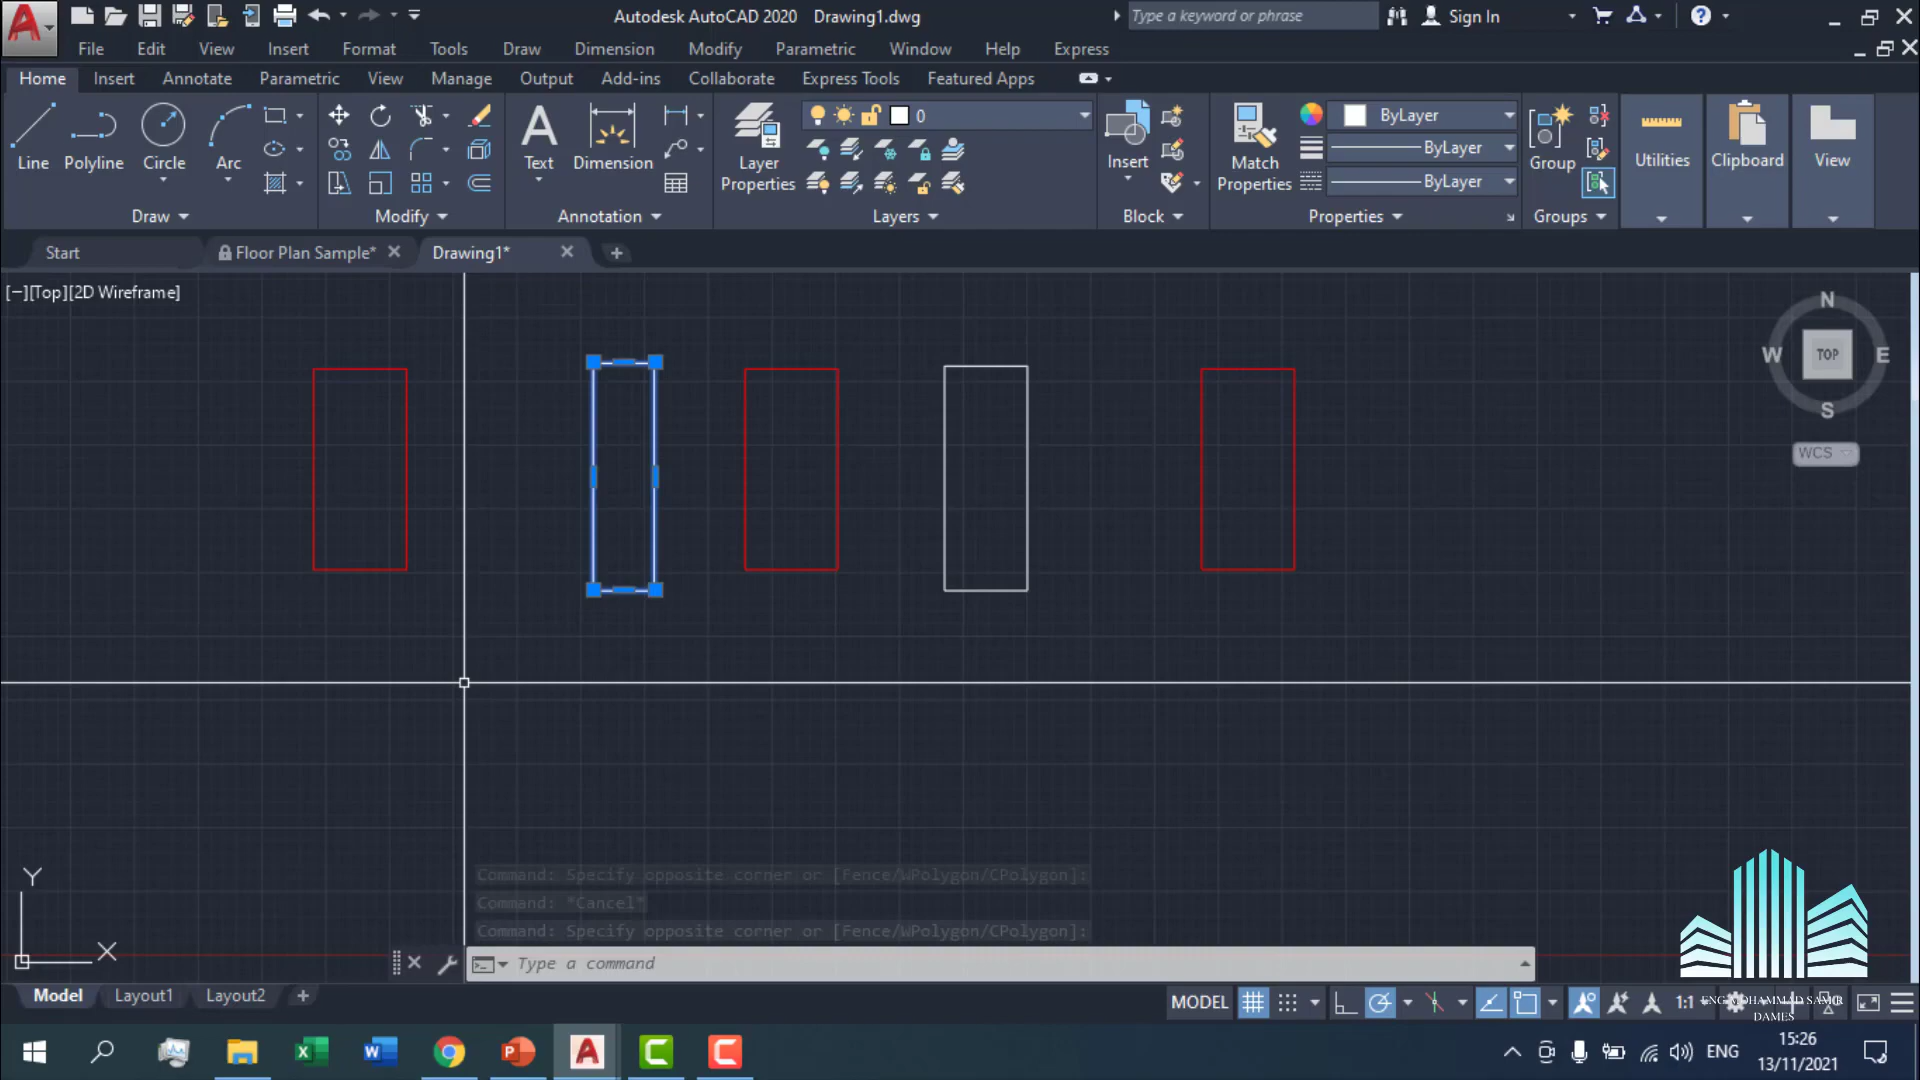 Autodesk AutoCAD 2020 Drawing1.dwg
Type a keyword or phrase
Sign In
File Edit View Insert Format Tools Draw Dimension Modify Parametric Window Help Express
Home Insert Annotate Parametric View Manage Output Add-ins Collaborate Express Tools Featured Apps
0
ByLayer
ByLayer
ByLayer
Line Polyline Circle Arc
Text Dimension
Layer
Properties
Insert
Match
Properties
Group
Utilities Clipboard View
Draw Modify Annotation Layers Block Properties Groups
Start Floor Plan Sample* Drawing1*
[−][Top][2D Wireframe]
N
W TOP E
S
WCS
Command: Specify opposite corner or [Fence/WPolygon/CPolygon]:
Command: *Cancel*
Command: Specify opposite corner or [Fence/WPolygon/CPolygon]:
Y
X
Type a command
Model Layout1 Layout2
MODEL
1:1
ENG.MOHAMMAD SAMIR
DAMES
ENG
15:26
13/11/2021